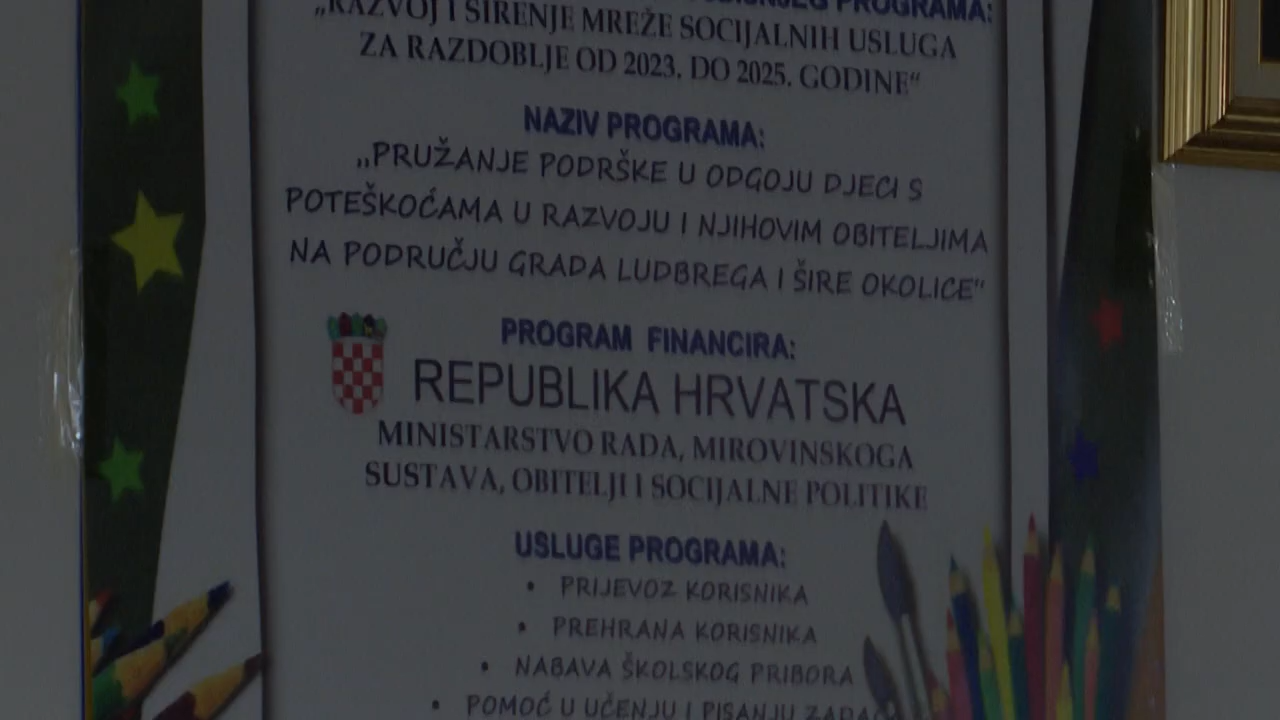 PROGRAMA:
„RAZVOJ I ŠIRENJE MREŽE SOCIJALNIH USLUGA
ZA RAZDOBLJE OD 2023. DO 2025. GODINE“
NAZIV PROGRAMA:
„PRUŽANJE PODRŠKE U ODGOJU DJECI S
POTEŠKOĆAMA U RAZVOJU I NJIHOVIM OBITELJIMA
NA PODRUČJU GRADA LUDBREGA I ŠIRE OKOLICE"
PROGRAM FINANCIRA:
REPUBLIKA HRVATSKA
MINISTARSTVO RADA, MIROVINSKOGA
SUSTAVA, OBITELJI I SOCIJALNE POLITIKE
USLUGE PROGRAMA:
• PRIJEVOZ KORISNIKA
• PREHRANA KORISNIKA
• NABAVA ŠKOLSKOG PRIBORA
• POMOĆ U UČENJU I PISANJU